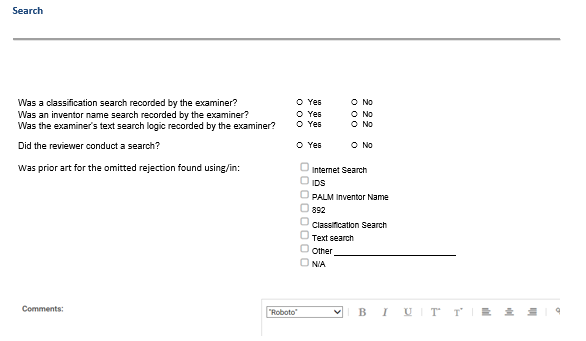 Search
Was a classification search recorded by the examiner? Yes No
Was an inventor name search recorded by the examiner? Yes No
Was the examiner's text search logic recorded by the examiner? Yes No
Did the reviewer conduct a search? Yes No
Was prior art for the omitted rejection found using/in:
Internet Search
IDS
PALM Inventor Name
892
Classification Search
Text search
Other
N/A
Comments:
"Roboto" B I U T T